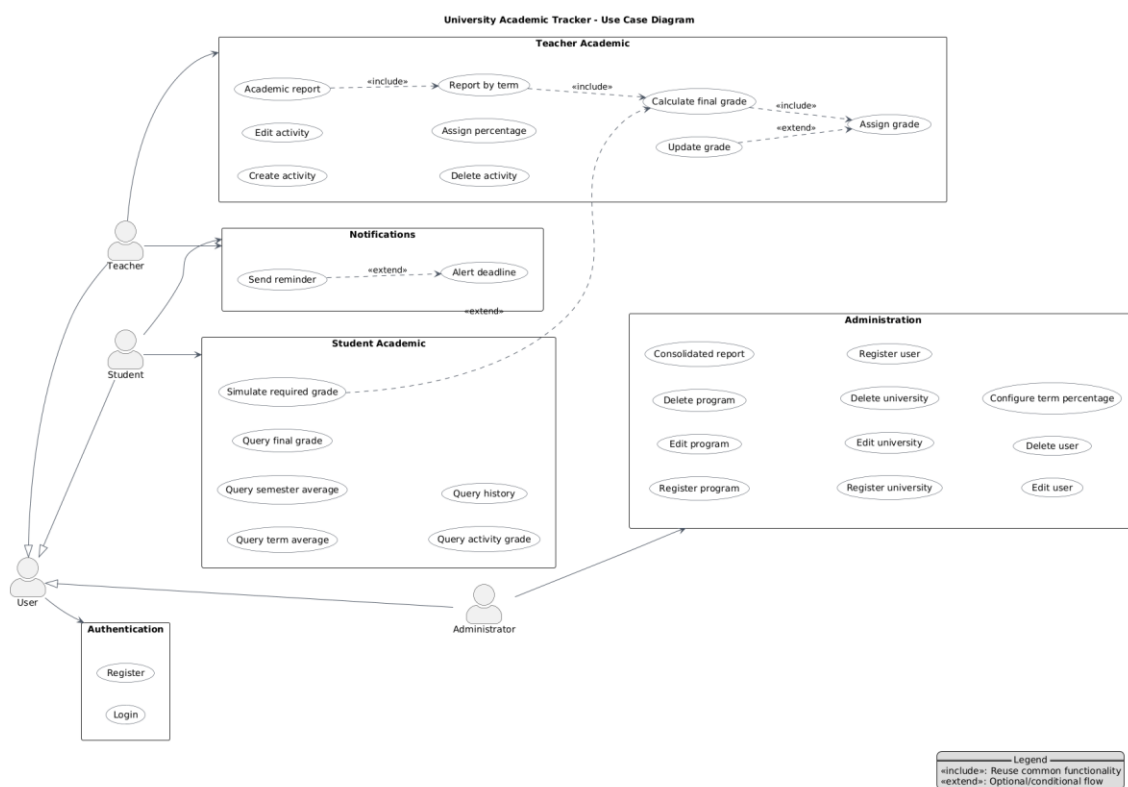 University Academic Tracker - Use Case Diagram
Teacher Academic
Academic report
«include»
Report by term
«include»
Calculate final grade
«include»
Assign grade
Edit activity
Assign percentage
Update grade
«extend»
Create activity
Delete activity
Teacher
Notifications
Send reminder
«extend»
Alert deadline
«extend»
Student
Student Academic
Simulate required grade
Query final grade
Query semester average
Query history
Query term average
Query activity grade
Administration
Consolidated report
Register user
Delete program
Delete university
Configure term percentage
Edit program
Edit university
Delete user
Register program
Register university
Edit user
User
Administrator
Authentication
Register
Login
Legend
«include»: Reuse common functionality
«extend»: Optional/conditional flow